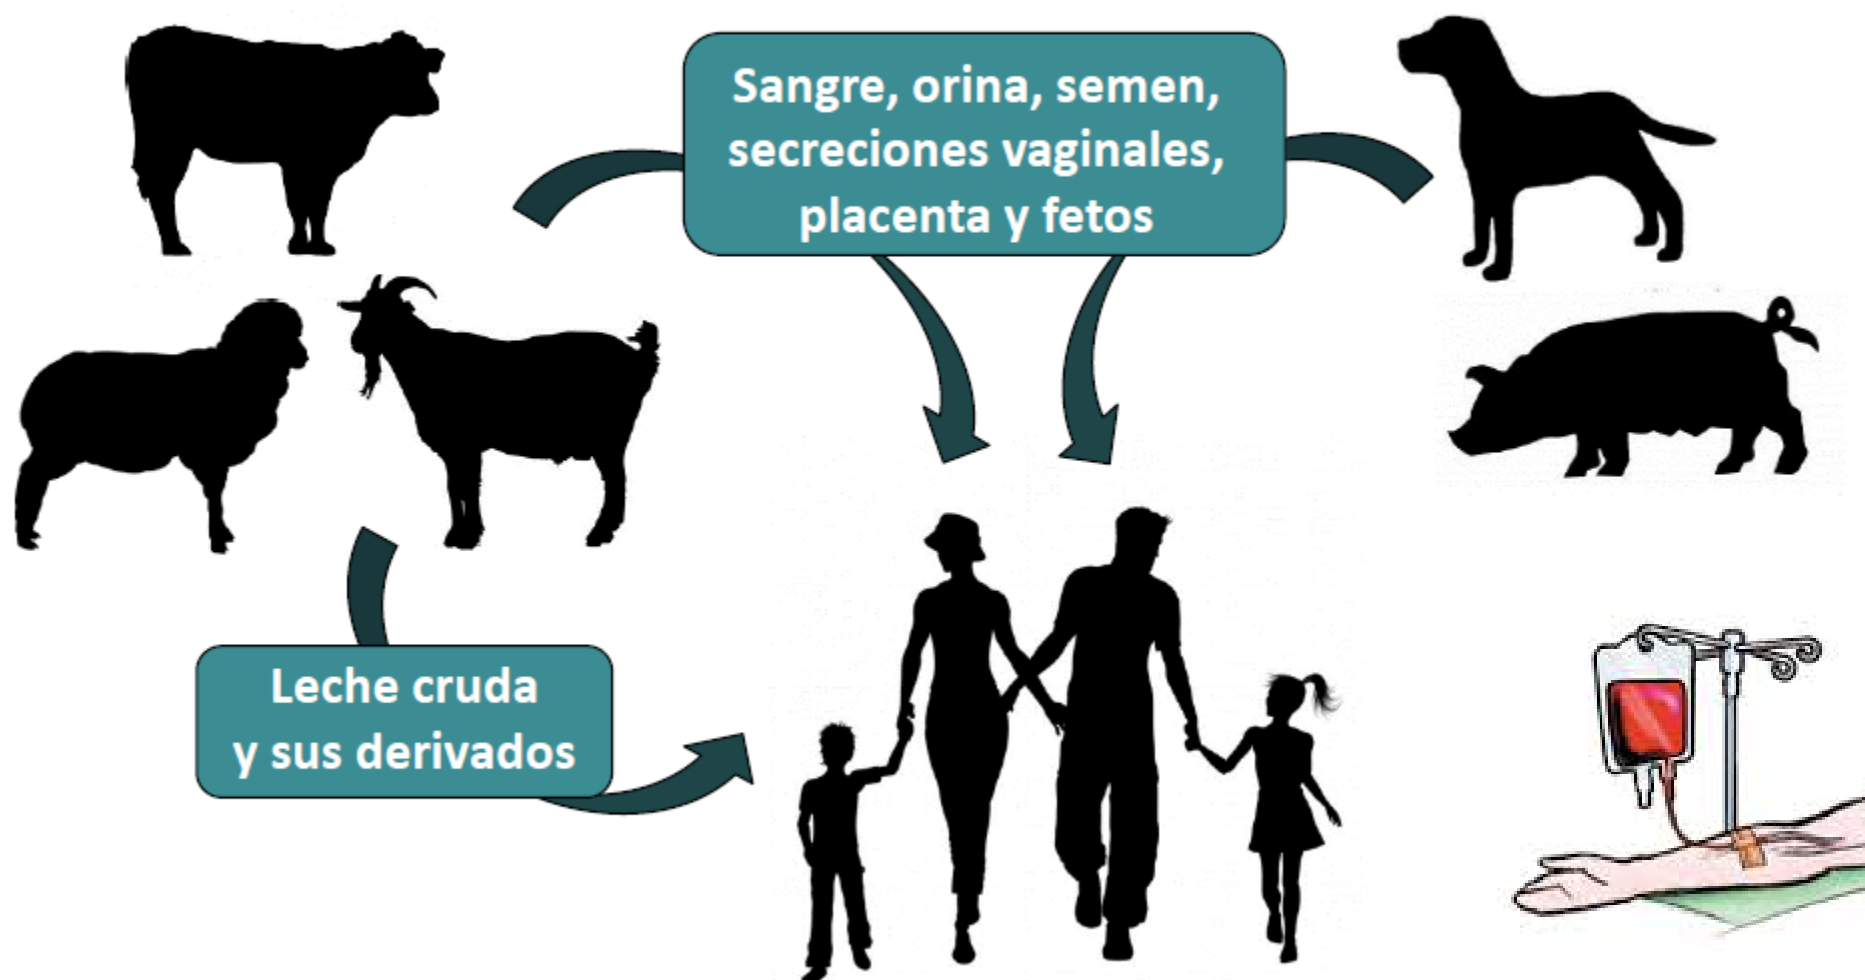 Sangre, orina, semen,
secreciones vaginales,
placenta y fetos
Leche cruda
y sus derivados